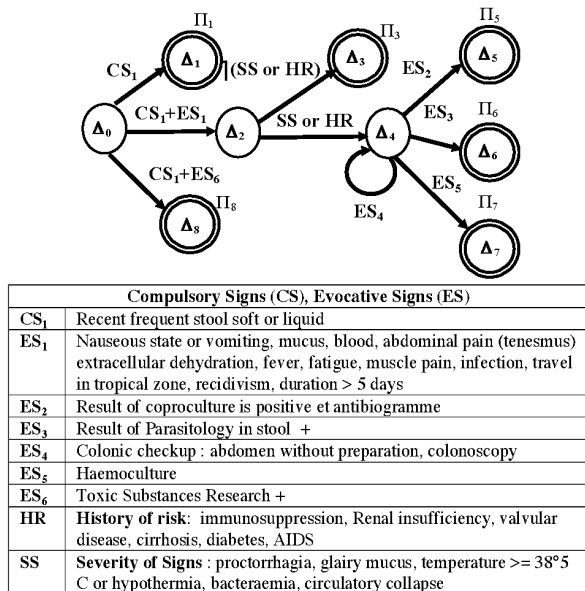 Π1
Π3
Π5
CS1
Δ1
⌉(SS or HR)
Δ3
ES2
Δ5
ES3
Π6
Δ0
CS1+ES1
Δ2
SS or HR
Δ4
Δ6
CS1+ES6
Π8
ES5
Π7
Δ8
ES4
Δ7
Compulsory Signs (CS), Evocative Signs (ES)
CS1 Recent frequent stool soft or liquid
ES1 Nauseous state or vomiting, mucus, blood, abdominal pain (tenesmus)
extracellular dehydration, fever, fatigue, muscle pain, infection, travel
in tropical zone, recidivism, duration > 5 days
ES2 Result of coproculture is positive et antibiogramme
ES3 Result of Parasitology in stool +
ES4 Colonic checkup : abdomen without preparation, colonoscopy
ES5 Haemoculture
ES6 Toxic Substances Research +
HR History of risk: immunosuppression, Renal insufficiency, valvular
disease, cirrhosis, diabetes, AIDS
SS Severity of Signs : proctorrhagia, glairy mucus, temperature >= 38°5
C or hypothermia, bacteraemia, circulatory collapse